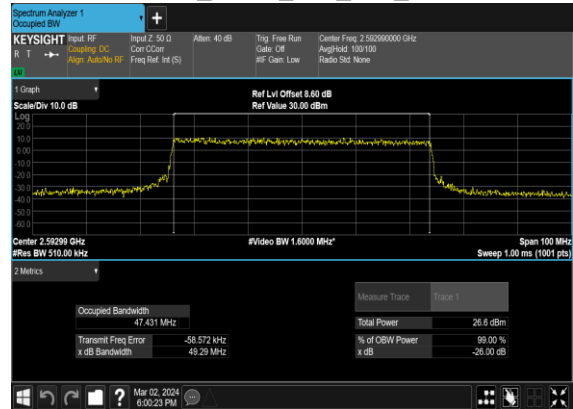 Spectrum Analyzer 1
Occupied BW
+
KEYSIGHT Input: RF Input Z: 50 Ω Atten: 40 dB Trig: Free Run Center Freq: 2.592990000 GHz
R T Coupling: DC Corr CCorr Gate: Off Avg|Hold: 100/100
Align: Auto/No RF Freq Ref: Int (S) #IF Gain: Low Radio Std: None
LW
1 Graph
Ref Lvl Offset 8.60 dB
Scale/Div 10.0 dB Ref Value 30.00 dBm
Log
20.0
10.0
0.00
-10.0
-20.0
-30.0
-40.0
-50.0
-60.0
Center 2.59299 GHz #Video BW 1.6000 MHz* Span 100 MHz
#Res BW 510.00 kHz Sweep 1.00 ms (1001 pts)
2 Metrics
Measure Trace Trace 1
Occupied Bandwidth
47.431 MHz Total Power 26.6 dBm
Transmit Freq Error -58.572 kHz % of OBW Power 99.00 %
x dB Bandwidth 49.29 MHz x dB -26.00 dB
? Mar 02, 2024
6:00:23 PM